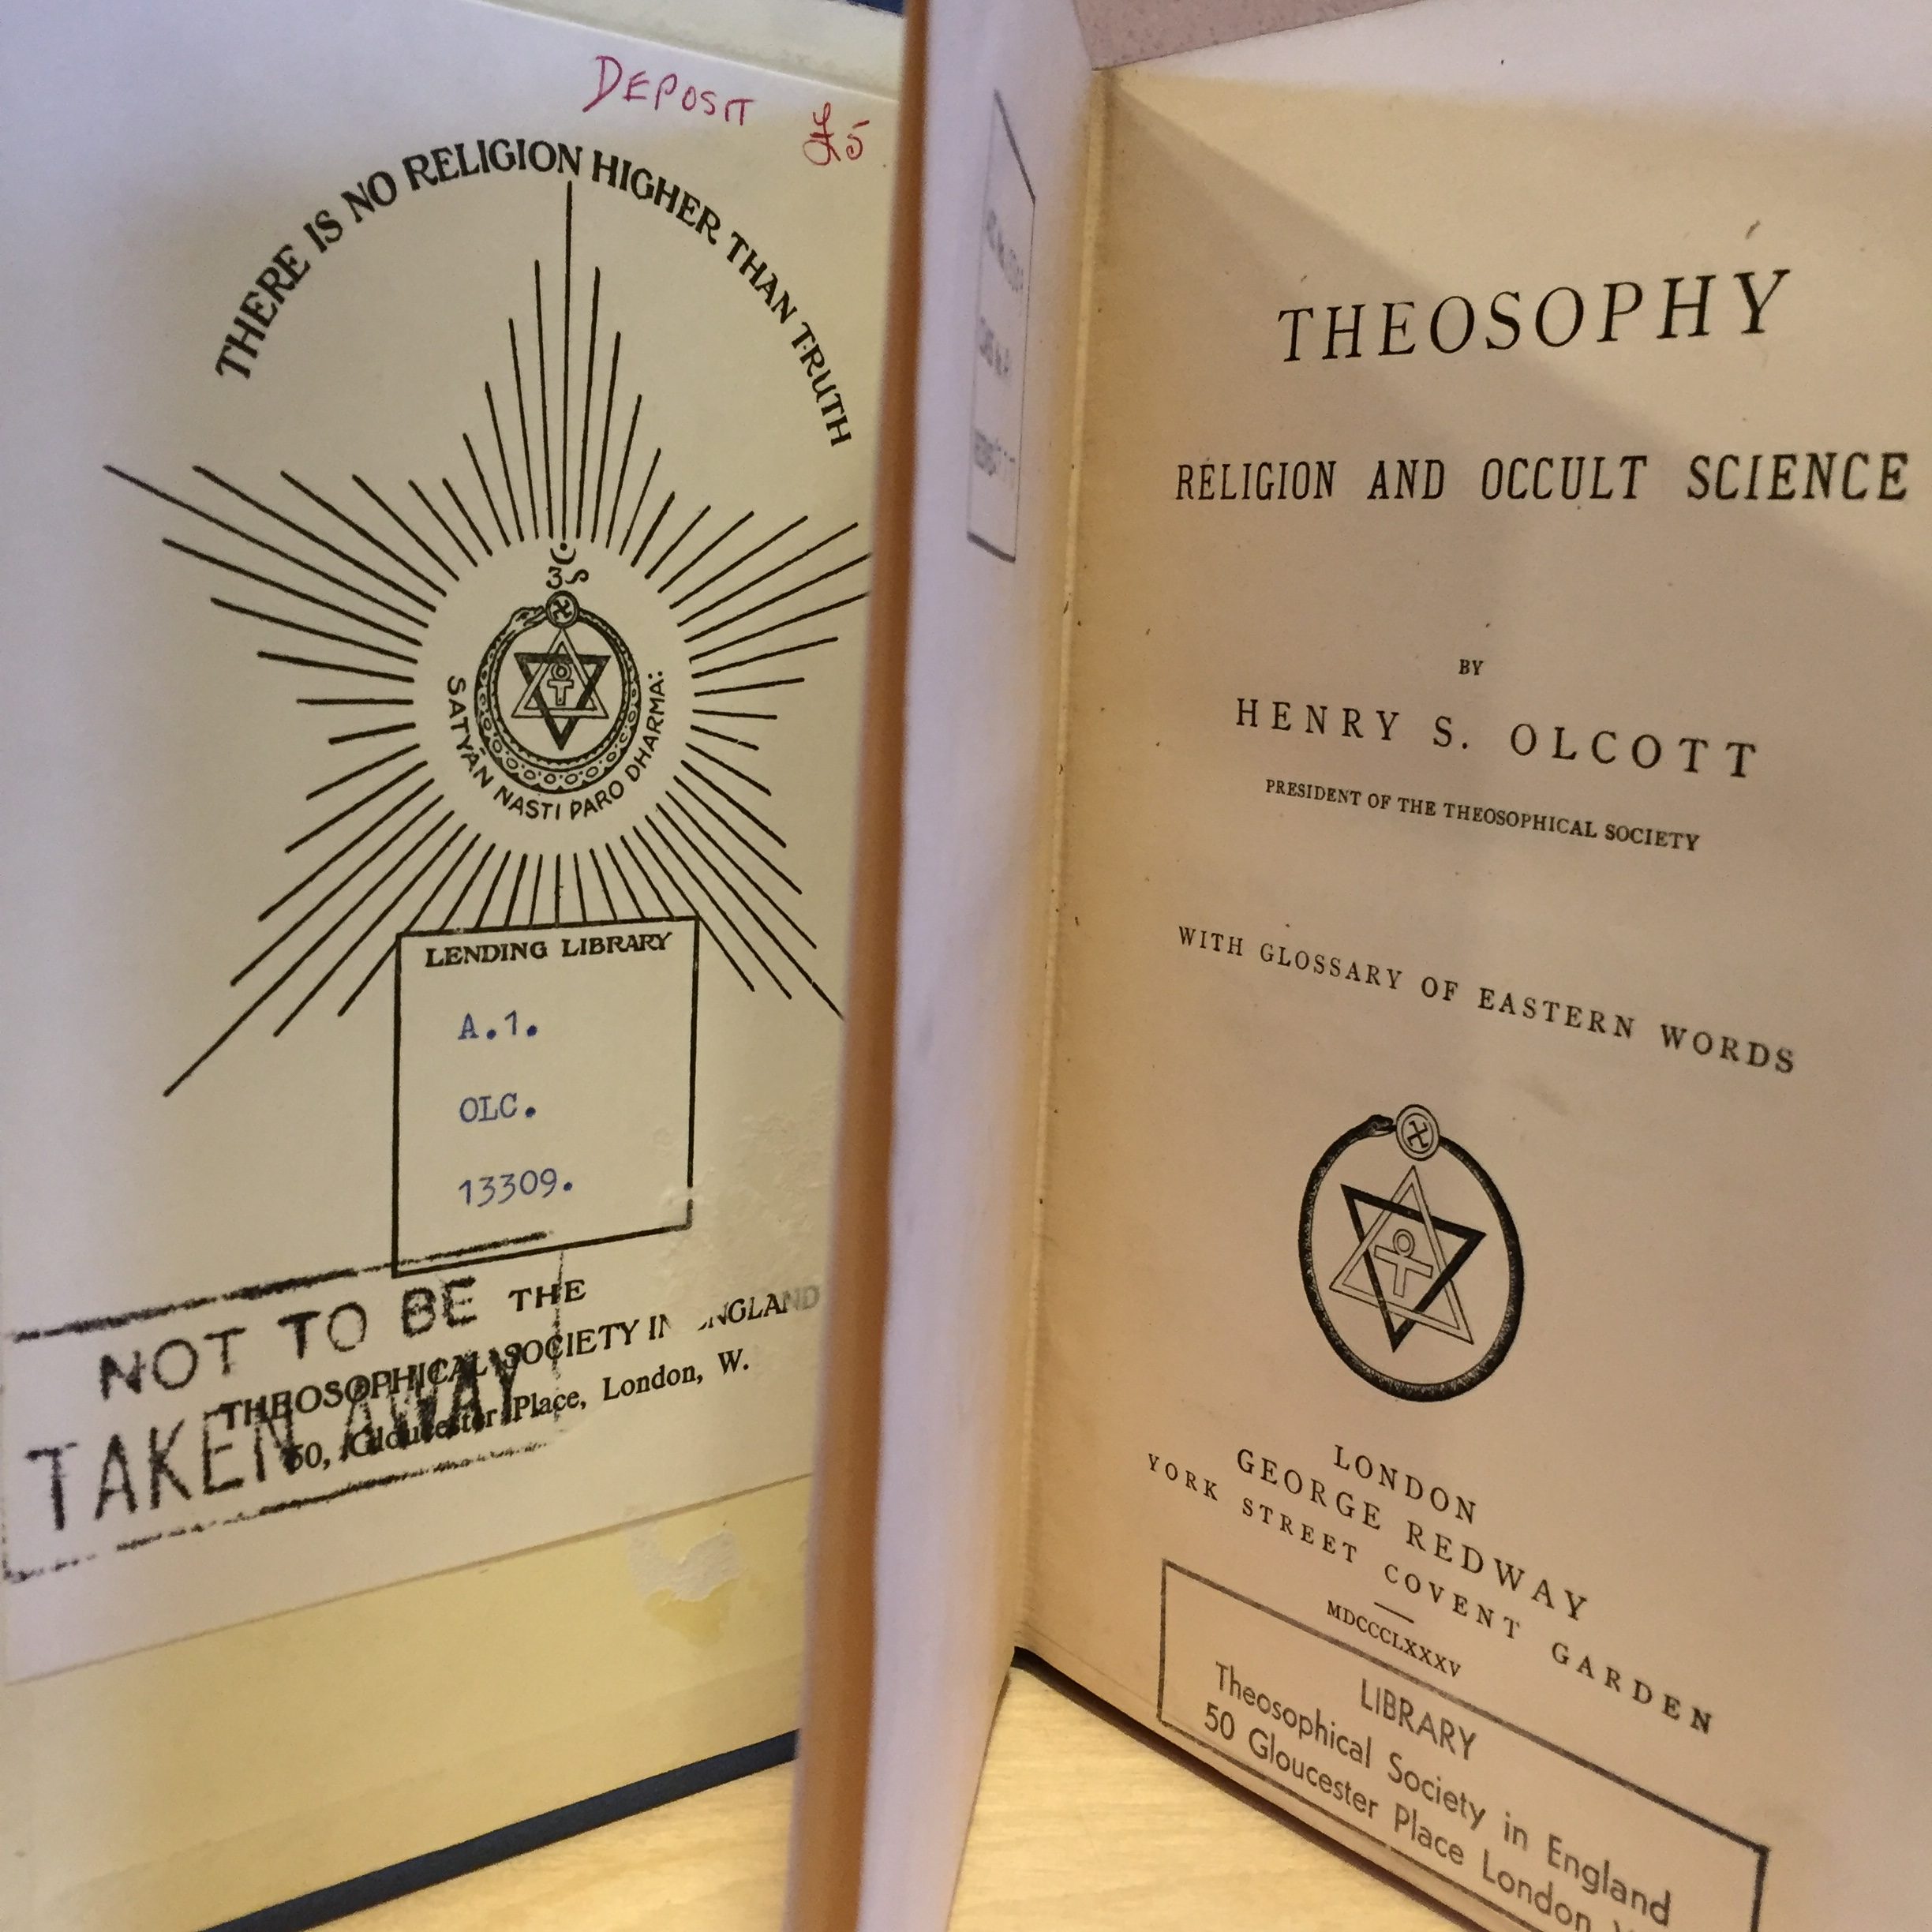 DEPOSIT £5
THERE IS NO RELIGION HIGHER THAN TRUTH
SATYÂN NASTI PARO DHARMA:
LENDING LIBRARY
A.1.
OLC.
13309.
NOT TO BE
TAKEN AWAY
THE
THEOSOPHICAL SOCIETY IN ENGLAND
50, Gloucester Place, London, W.
THEOSOPHY
RELIGION AND OCCULT SCIENCE
BY
HENRY S. OLCOTT
PRESIDENT OF THE THEOSOPHICAL SOCIETY
WITH GLOSSARY OF EASTERN WORDS
LONDON
GEORGE REDWAY
YORK STREET COVENT GARDEN
MDCCCLXXXV
LIBRARY
Theosophical Society in England
50 Gloucester Place London